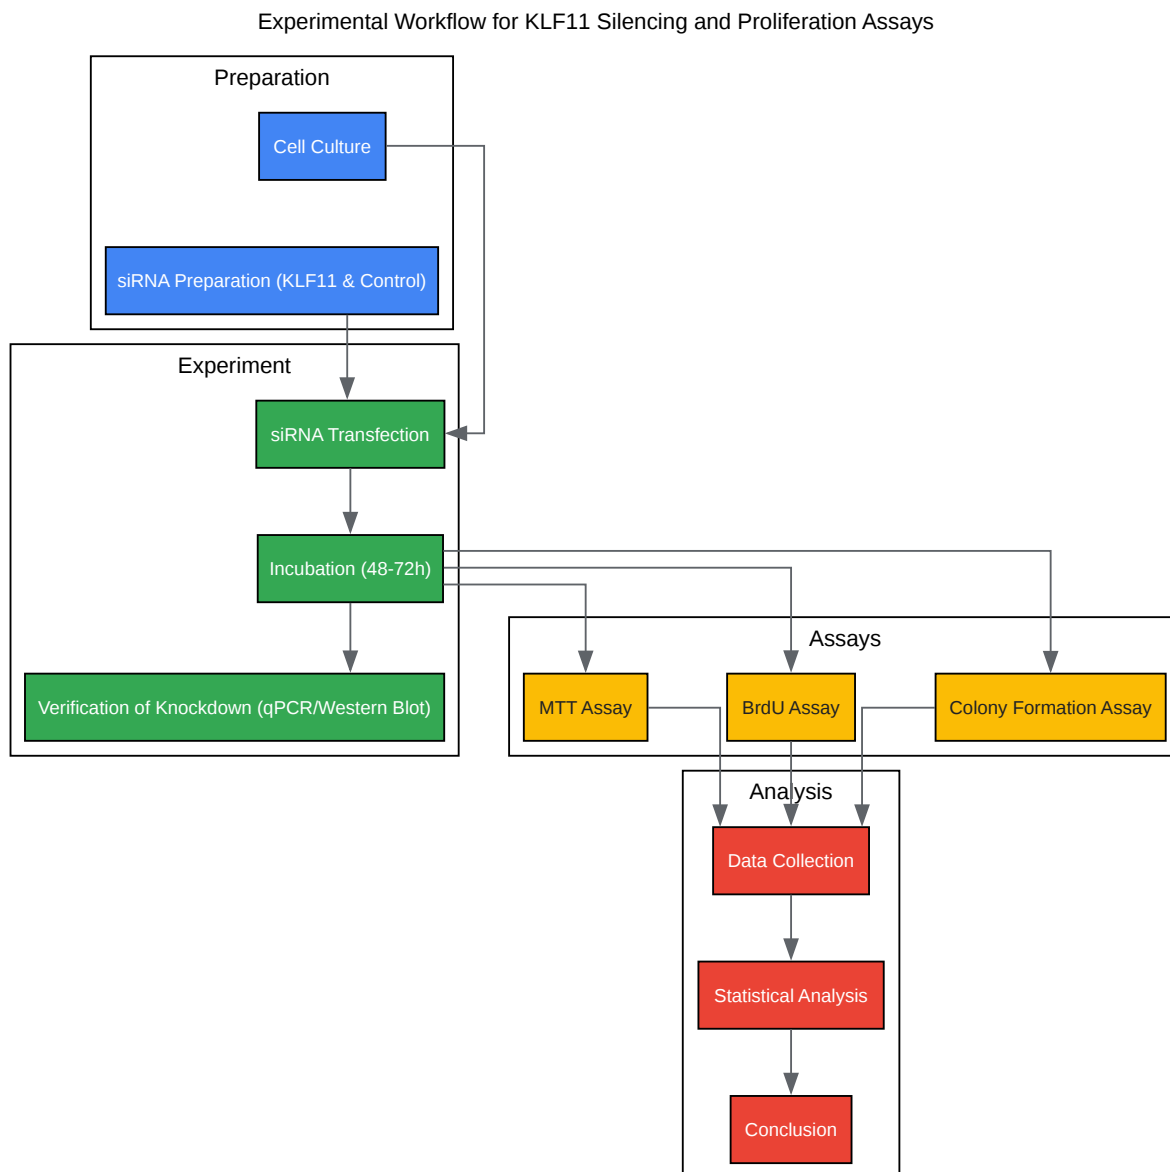 Experimental Workflow for KLF11 Silencing and Proliferation Assays
Preparation
Cell Culture
siRNA Preparation (KLF11 & Control)
Experiment
siRNA Transfection
Incubation (48-72h)
Verification of Knockdown (qPCR/Western Blot)
Assays
MTT Assay
BrdU Assay
Colony Formation Assay
Analysis
Data Collection
Statistical Analysis
Conclusion